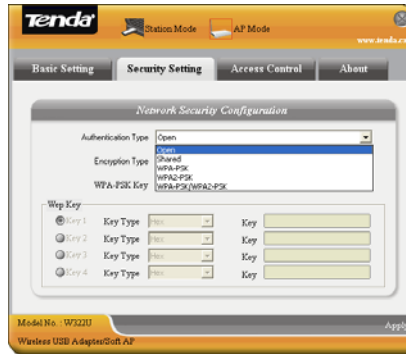 Tenda
Station Mode AP Mode
Basic Setting Security Setting Access Control About
Network Security Configuration
Authentication Type Open
Open
Encryption Type Shared
WPA-PSK
WPA2-PSK
WPA-PSK Key WPA-PSK/WPA2-PSK
Wep Key
Key 1 Key Type Hex Key
Key 2 Key Type Hex Key
Key 3 Key Type Hex Key
Key 4 Key Type Hex Key
Model No. : W322U
Apply
Wireless USB Adapter/Soft AP